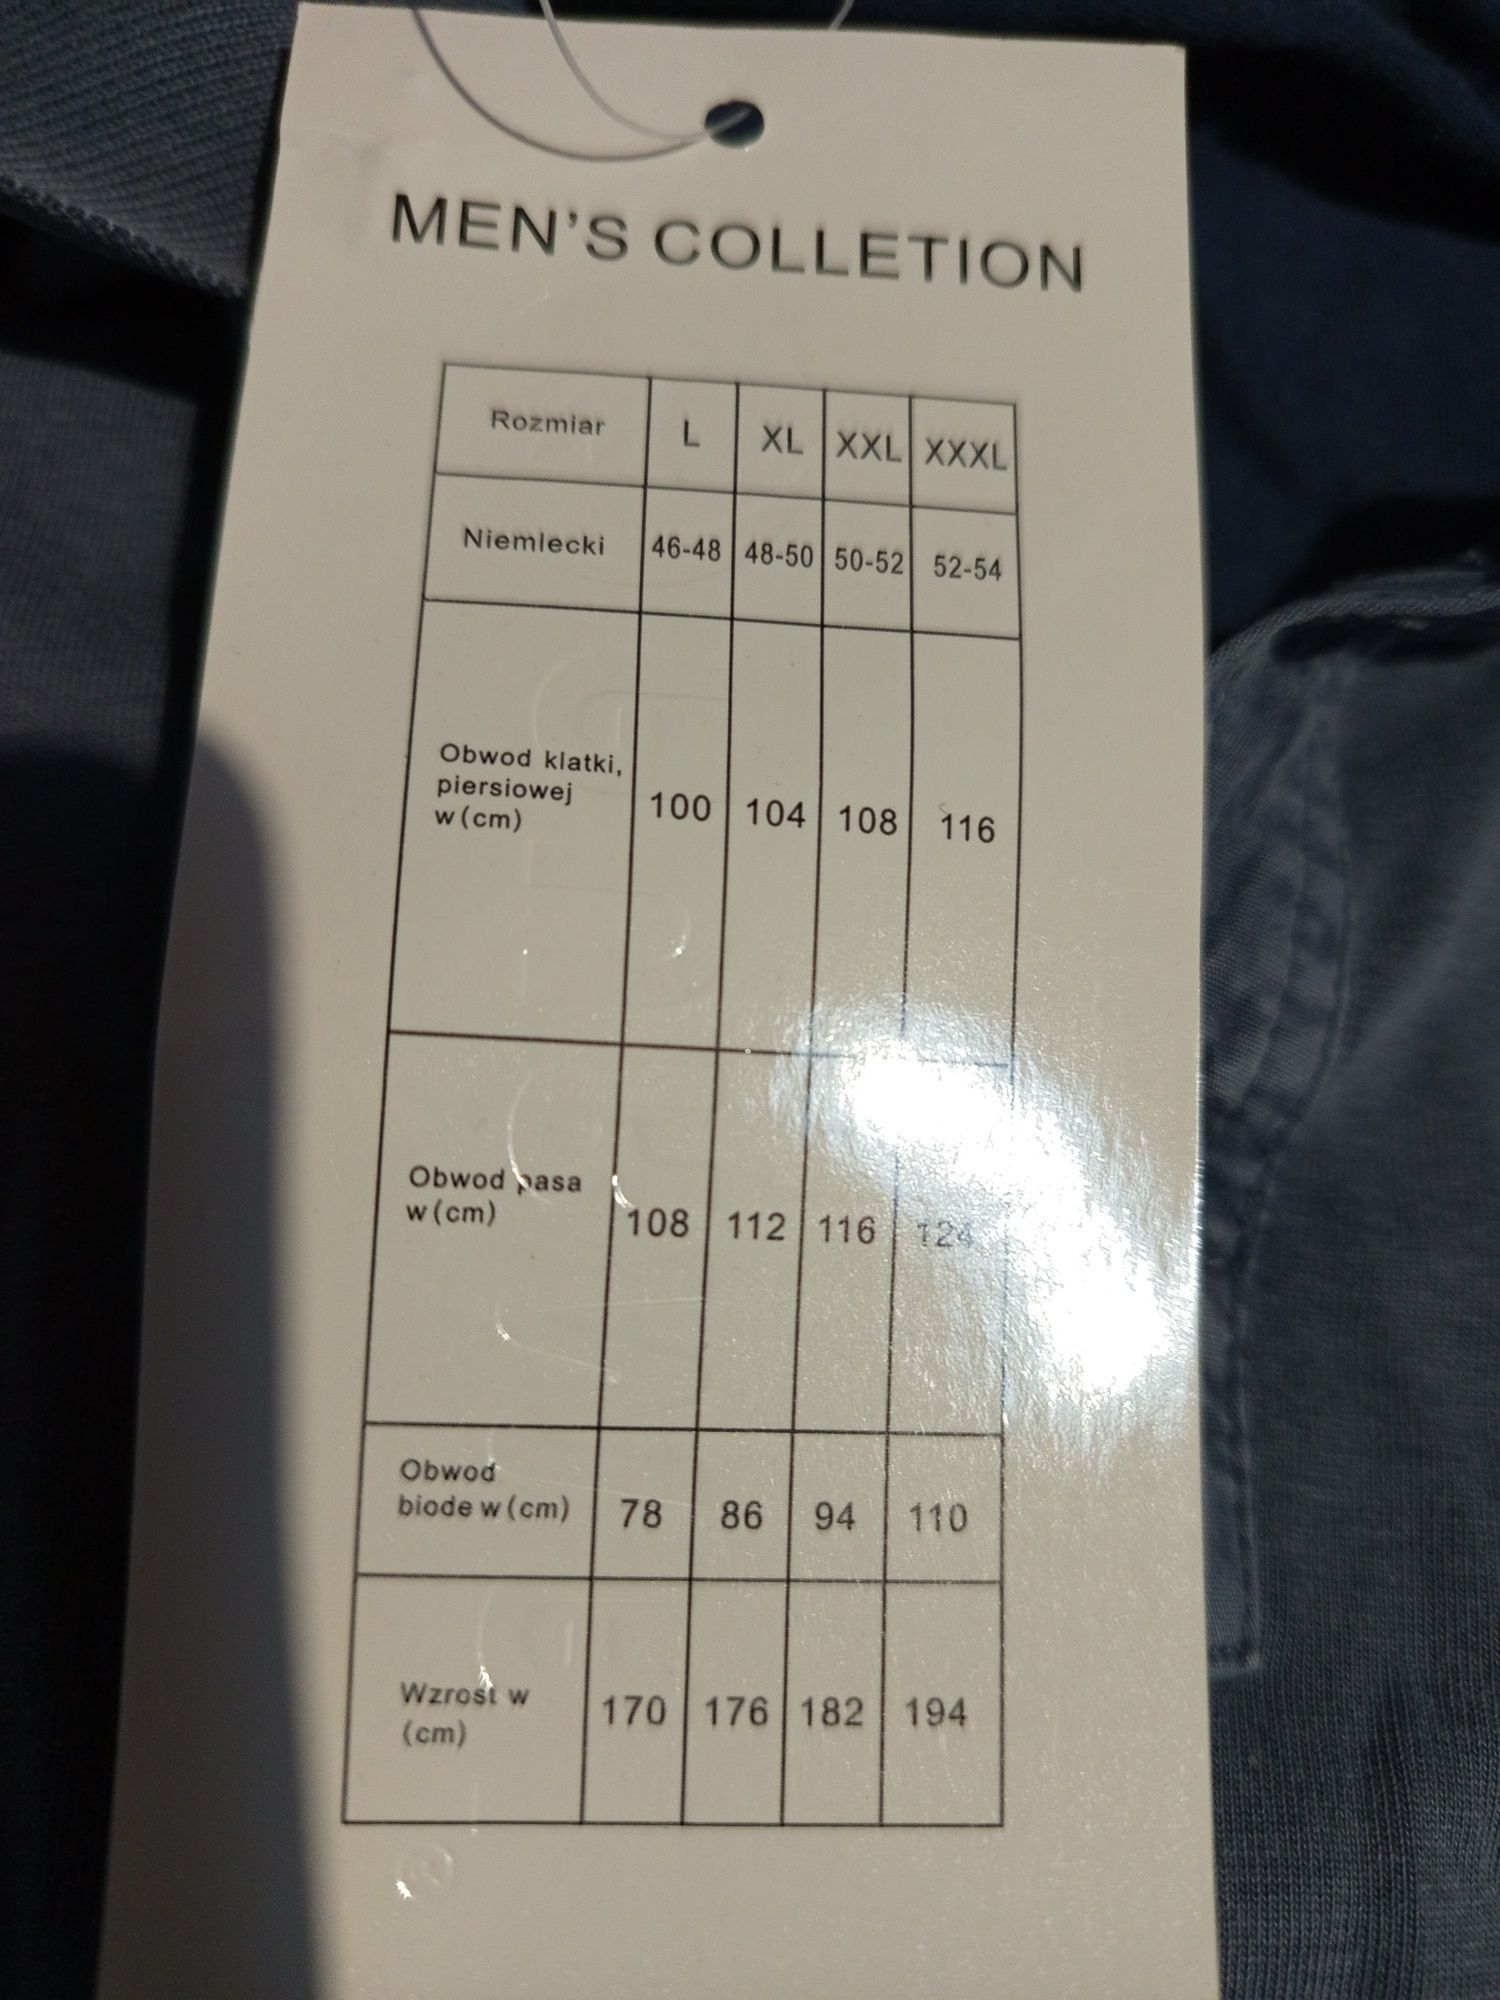 MEN'S COLLETION
Rozmiar L XL XXL XXXL
Niemlecki 46-48 48-50 50-52 52-54
Obwod klatki,
piersiowej
w (cm) 100 104 108 116
Obwod pasa
w (cm) 108 112 116 124
Obwod
biode w (cm) 78 86 94 110
Wzrost w
(cm) 170 176 182 194